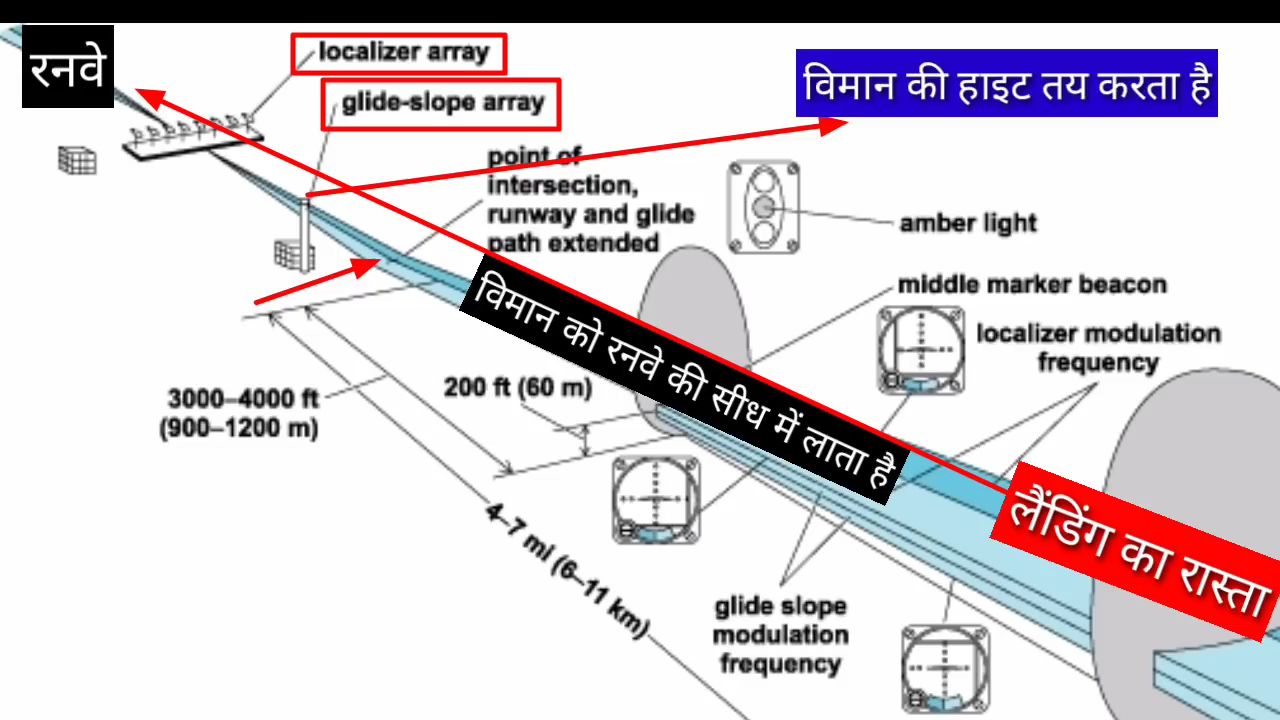 रनवे
localizer array
glide-slope array
विमान की हाइट तय करता है
point of
intersection,
runway and glide
path extended
amber light
middle marker beacon
localizer modulation
frequency
विमान को रनवे की सीध में लाता है
3000–4000 ft
(900–1200 m)
200 ft (60 m)
4–7 mi (6–11 km)
लैंडिंग का रास्ता
glide slope
modulation
frequency